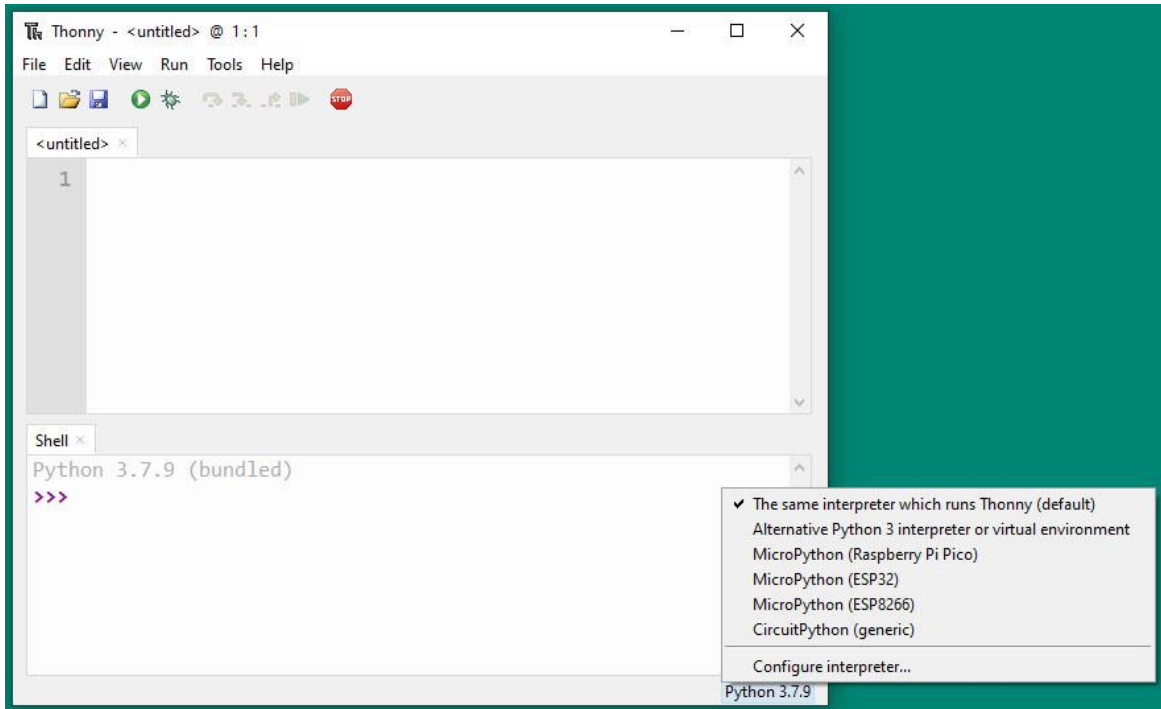 Thonny - <untitled> @ 1:1
File Edit View Run Tools Help
STOP
<untitled>
1
Shell
Python 3.7.9 (bundled)
>>>
The same interpreter which runs Thonny (default)
Alternative Python 3 interpreter or virtual environment
MicroPython (Raspberry Pi Pico)
MicroPython (ESP32)
MicroPython (ESP8266)
CircuitPython (generic)
Configure interpreter...
Python 3.7.9